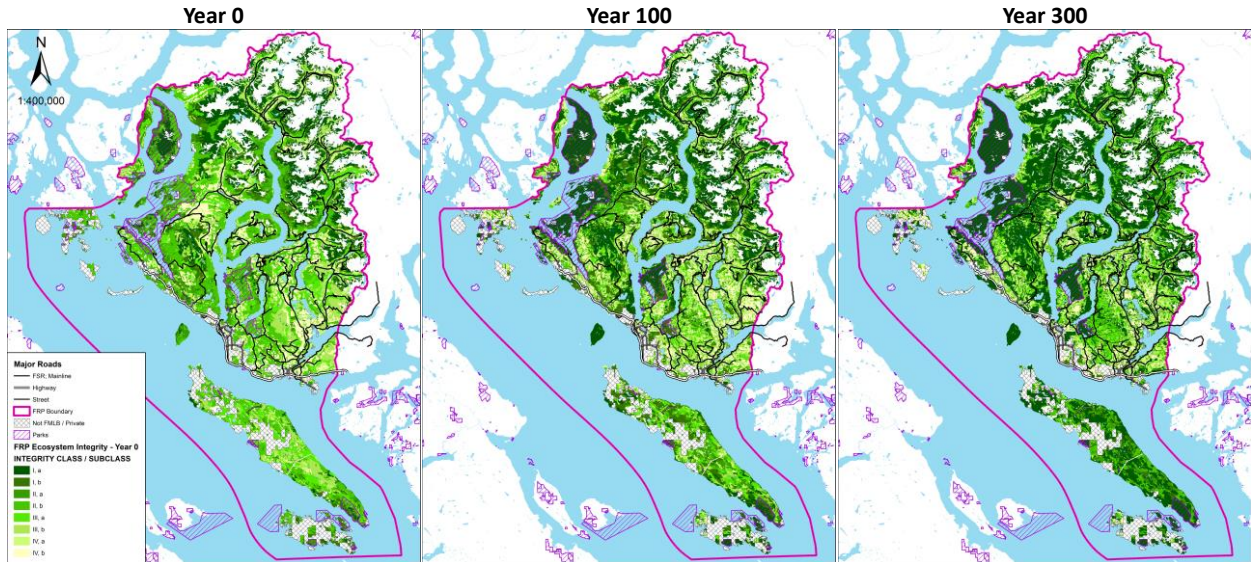 Year 0
Year 100
Year 300
N
1:400,000
Major Roads
FSR; Mainline
Highway
Street
FRP Boundary
Not FMLB / Private
Parks
FRP Ecosystem Integrity - Year 0
INTEGRITY CLASS / SUBCLASS
I, a
I, b
II, a
II, b
III, a
III, b
IV, a
IV, b